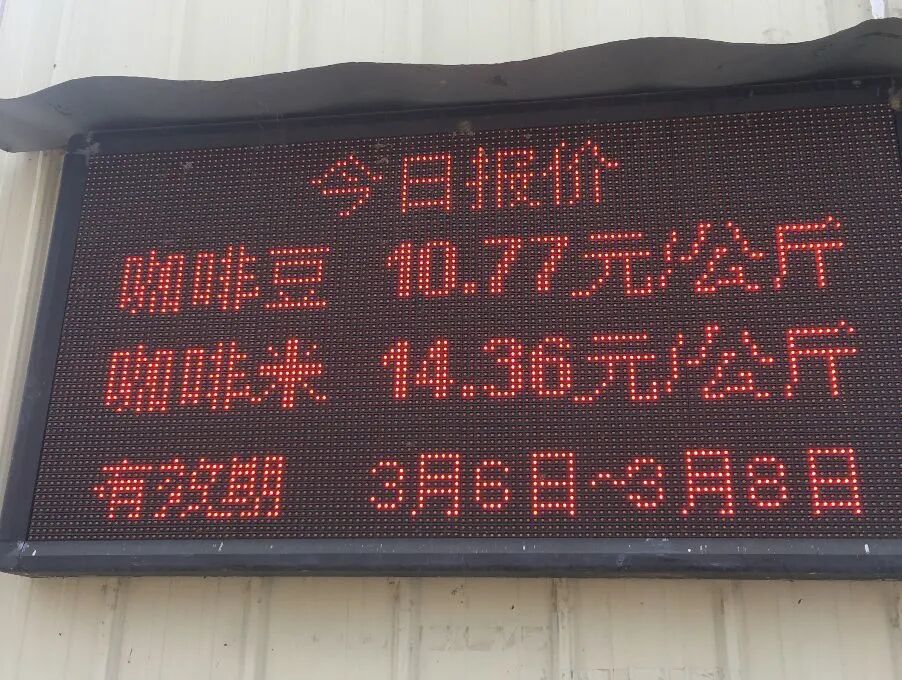 今日报价
咖啡豆 10.77元/公斤
咖啡米 14.36元/公斤
有效期 3月6日~3月8日